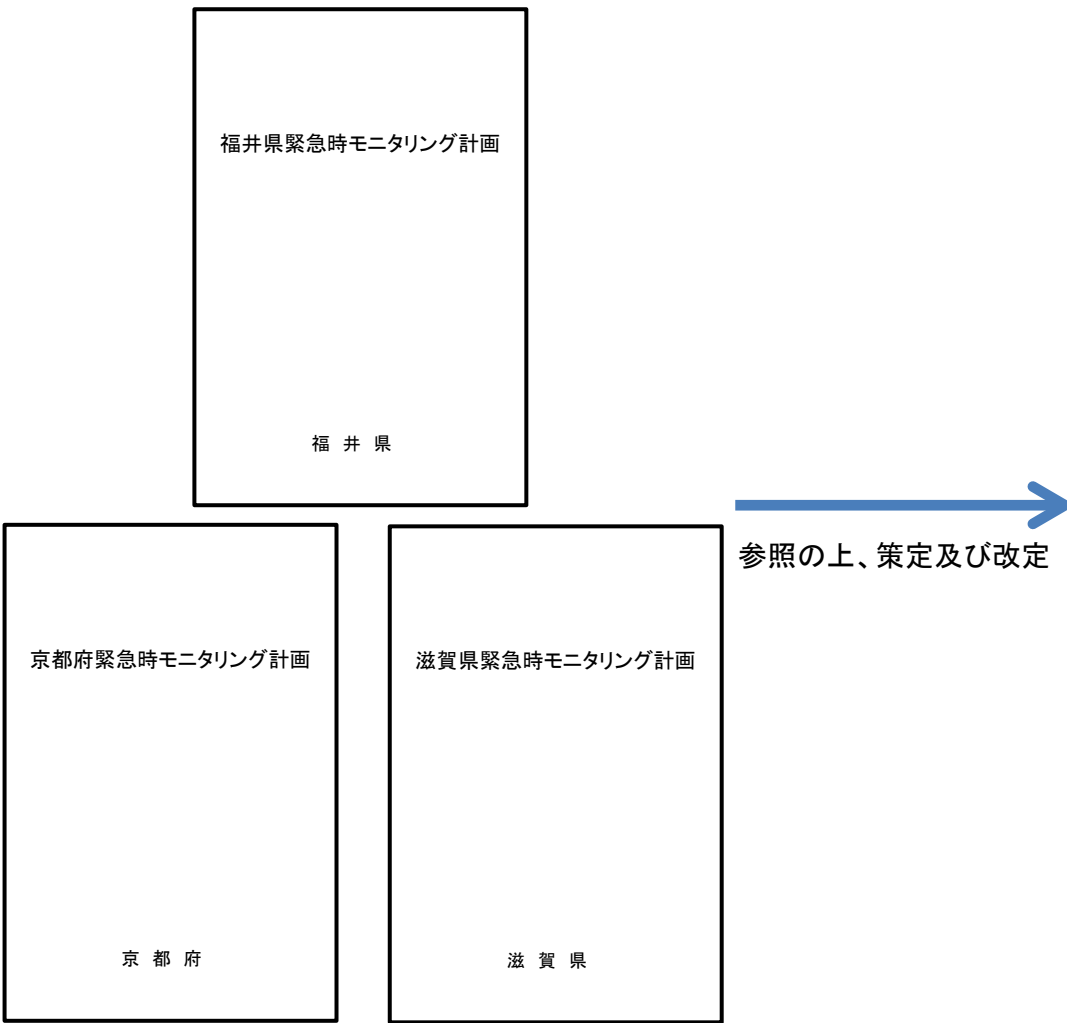 福井県緊急時モニタリング計画
福 井 県
参照の上、策定及び改定
京都府緊急時モニタリング計画
京 都 府
滋賀県緊急時モニタリング計画
滋 賀 県